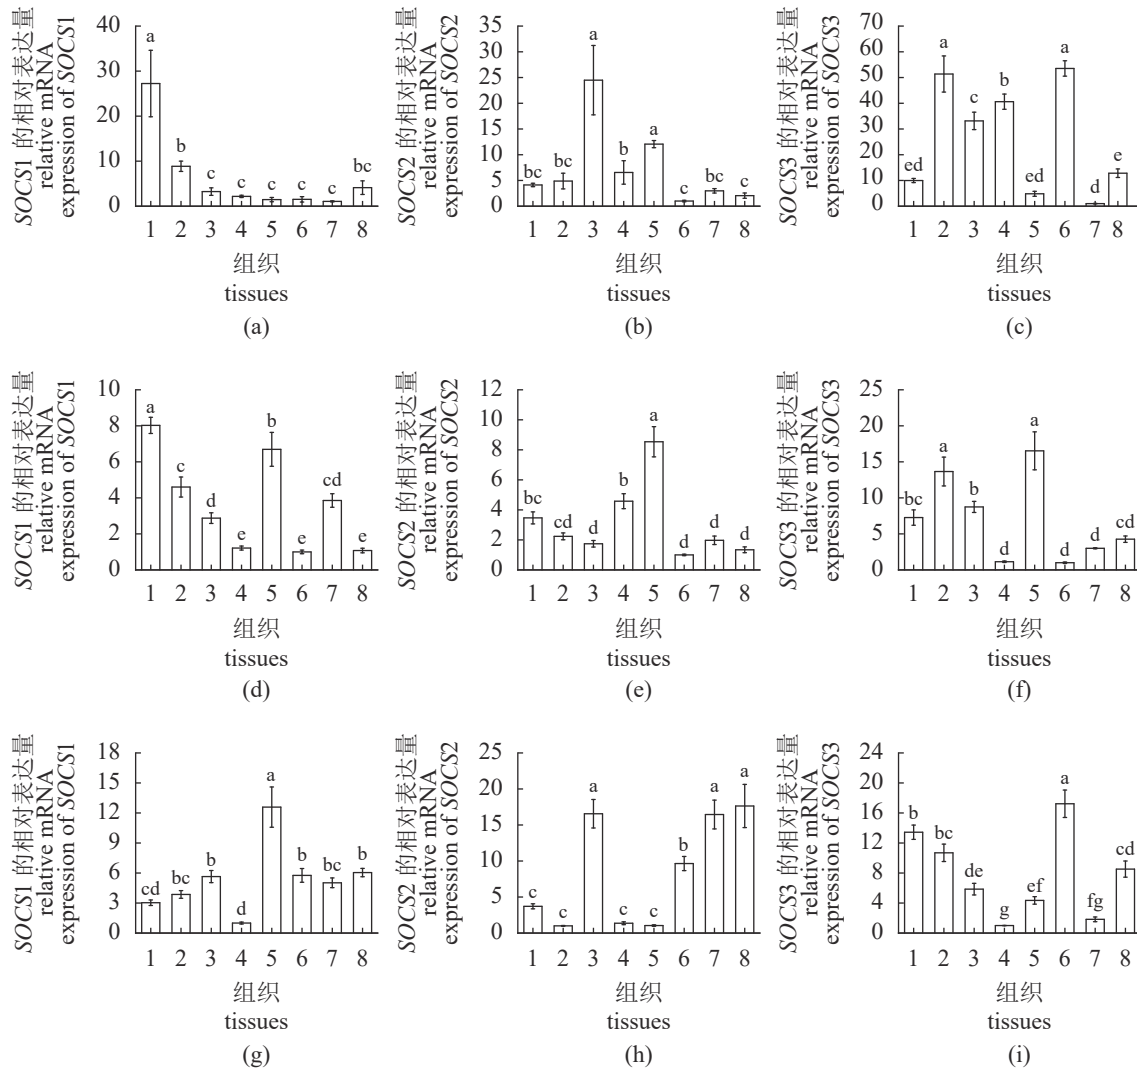 SOCS1 的相对表达量
relative mRNA
expression of SOCS1
40
30
20
10
0
a
b
c
c
c
c
c
bc
1 2 3 4 5 6 7 8
组织
tissues
(a)
SOCS2 的相对表达量
relative mRNA
expression of SOCS2
35
30
25
20
15
10
5
0
bc
bc
a
b
a
c
bc
c
1 2 3 4 5 6 7 8
组织
tissues
(b)
SOCS3 的相对表达量
relative mRNA
expression of SOCS3
70
60
50
40
30
20
10
0
ed
a
c
b
ed
a
d
e
1 2 3 4 5 6 7 8
组织
tissues
(c)
SOCS1 的相对表达量
relative mRNA
expression of SOCS1
10
8
6
4
2
0
a
c
d
e
b
e
cd
e
1 2 3 4 5 6 7 8
组织
tissues
(d)
SOCS2 的相对表达量
relative mRNA
expression of SOCS2
12
10
8
6
4
2
0
bc
cd
d
b
a
d
d
d
1 2 3 4 5 6 7 8
组织
tissues
(e)
SOCS3 的相对表达量
relative mRNA
expression of SOCS3
25
20
15
10
5
0
bc
a
b
d
a
d
d
cd
1 2 3 4 5 6 7 8
组织
tissues
(f)
SOCS1 的相对表达量
relative mRNA
expression of SOCS1
18
15
12
9
6
3
0
cd
bc
b
d
a
b
bc
b
1 2 3 4 5 6 7 8
组织
tissues
(g)
SOCS2 的相对表达量
relative mRNA
expression of SOCS2
25
20
15
10
5
0
c
c
a
c
c
b
a
a
1 2 3 4 5 6 7 8
组织
tissues
(h)
SOCS3 的相对表达量
relative mRNA
expression of SOCS3
24
20
16
12
8
4
0
b
bc
de
g
ef
a
fg
cd
1 2 3 4 5 6 7 8
组织
tissues
(i)